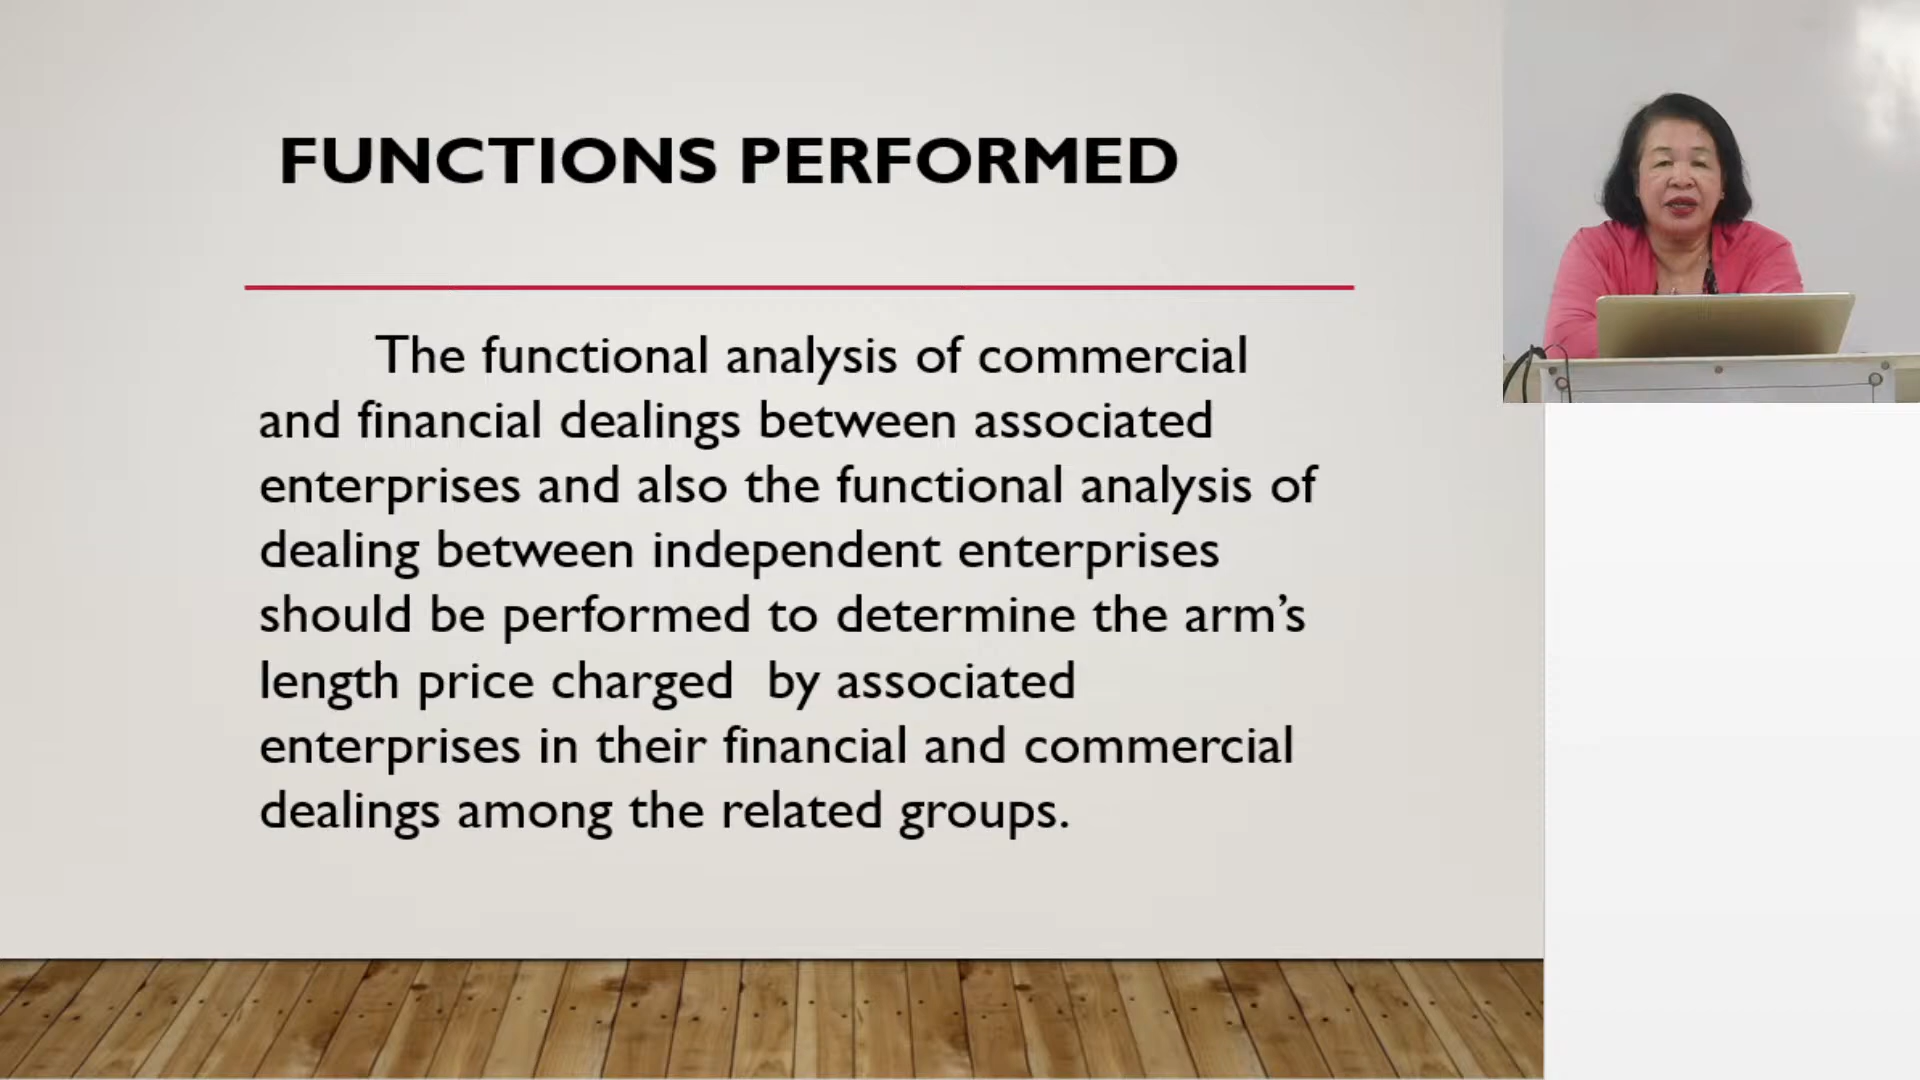 FUNCTIONS PERFORMED
The functional analysis of commercial
and financial dealings between associated
enterprises and also the functional analysis of
dealing between independent enterprises
should be performed to determine the arm’s
length price charged  by associated
enterprises in their financial and commercial
dealings among the related groups.